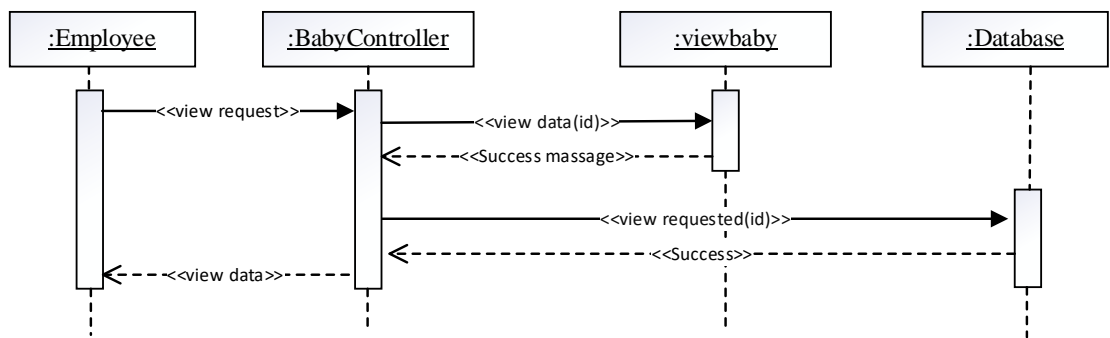 :Employee
:BabyController
:viewbaby
:Database
<<view request>>
<<view data(id)>>
<<Success massage>>
<<view requested(id)>>
<<Success>>
<<view data>>